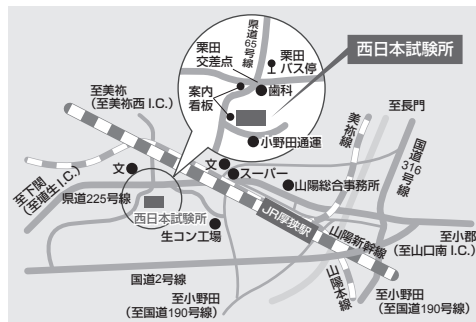 県道
65号線
栗田
交差点
栗田
バス停
西日本試験所
歯科
案内
看板
小野田通運
至美祢
(至美祢西I.C.)
至長門
美祢線
国道316号線
文
文
スーパー
至下関
(至埴生I.C.)
県道225号線
山陽総合事務所
西日本試験所
JR厚狭駅
山陽新幹線
至小郡
(至山口南I.C.)
生コン工場
国道2号線
山陽本線
至小野田
(至国道190号線)
至小野田
(至国道190号線)